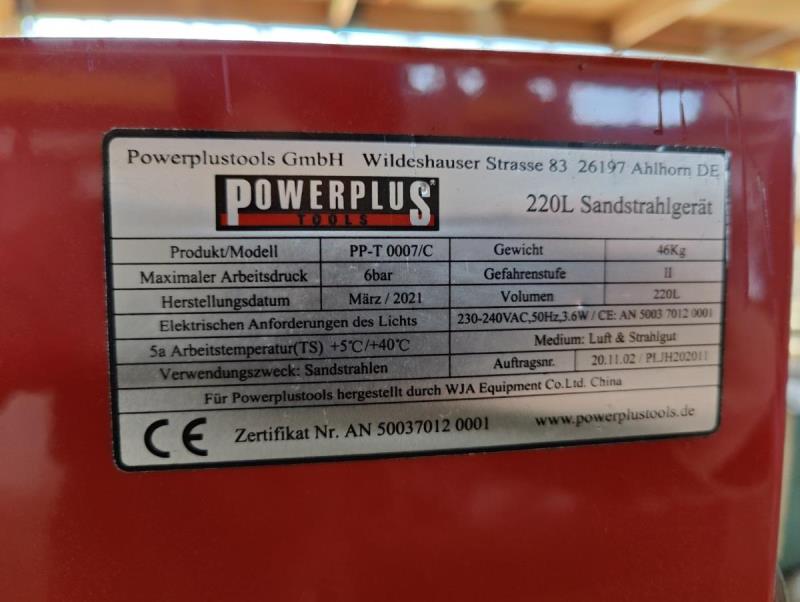 Powerplustools GmbH Wildeshauser Strasse 83 26197 Ahlhorn DE
POWERPLUS
TOOLS
220L Sandstrahlgerät
Produkt/Modell PP-T 0007/C Gewicht 46Kg
Maximaler Arbeitsdruck 6bar Gefahrenstufe II
Herstellungsdatum März / 2021 Volumen 220L
Elektrischen Anforderungen des Lichts 230-240VAC,50Hz,3.6W / CE: AN 5003 7012 0001
5a Arbeitstemperatur(TS) +5℃/+40℃ Medium: Luft & Strahlgut
Verwendungszweck: Sandstrahlen Auftragsnr. 20.11.02 / PLJH202011
Für Powerplustools hergestellt durch WJA Equipment Co.Ltd. China
CE Zertifikat Nr. AN 50037012 0001 www.powerplustools.de